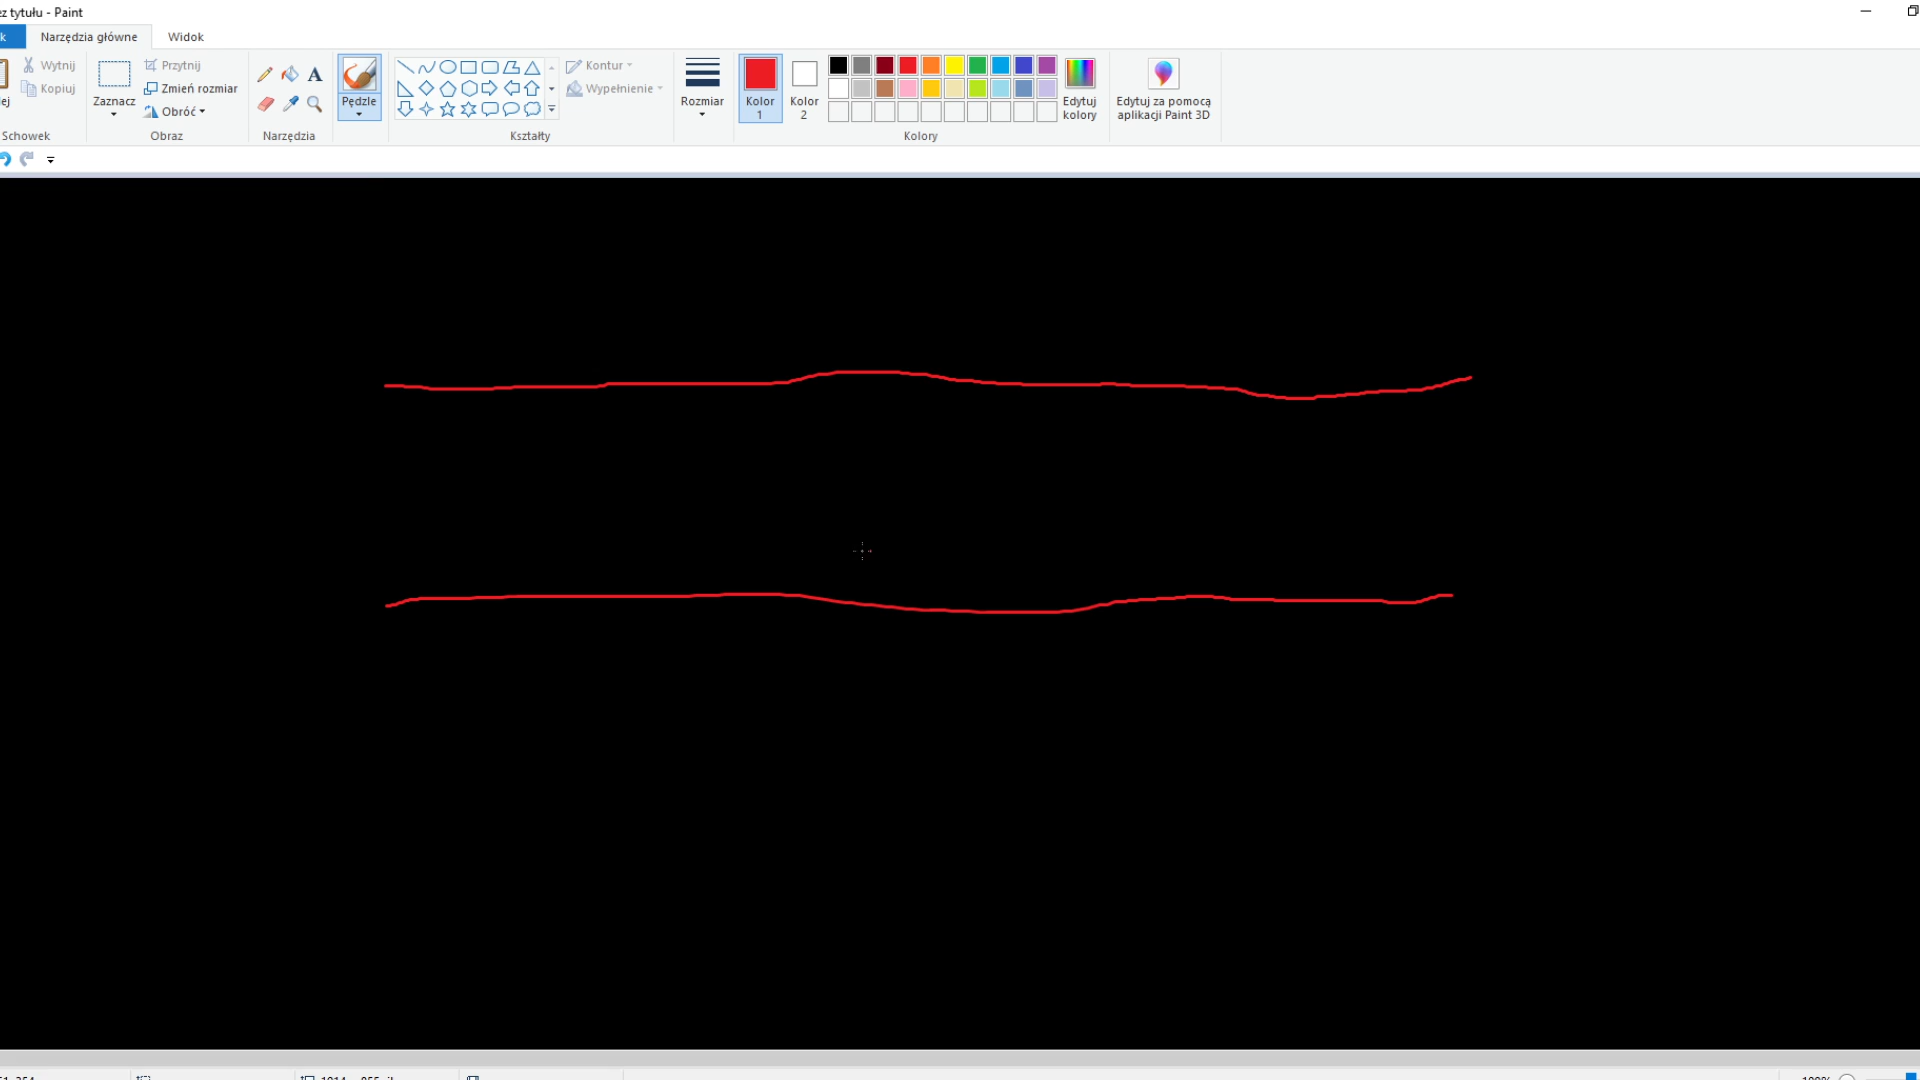 z tytułu - Paint
k
Narzędzia główne
Widok
ej
Wytnij
Kopiuj
Schowek
Zaznacz
Przytnij
Zmień rozmiar
Obróć
Obraz
A
Narzędzia
Pędzle
Kształty
Kontur
Wypełnienie
Rozmiar
Kolor
1
Kolor
2
Kolory
Edytuj
kolory
Edytuj za pomocą
aplikacji Paint 3D